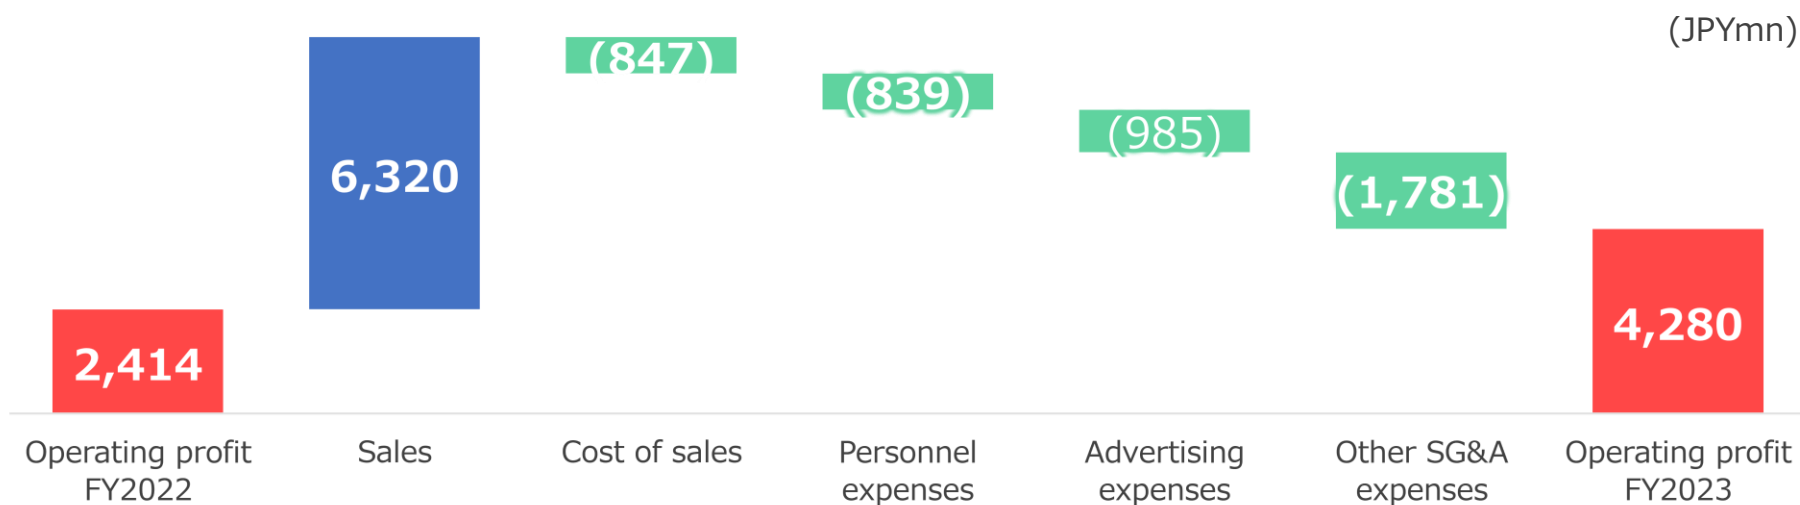 (JPYmn)
(847)
(839)
(985)
6,320
(1,781)
4,280
2,414
Operating profit FY2022
Sales
Cost of sales
Personnel expenses
Advertising expenses
Other SG&A expenses
Operating profit FY2023